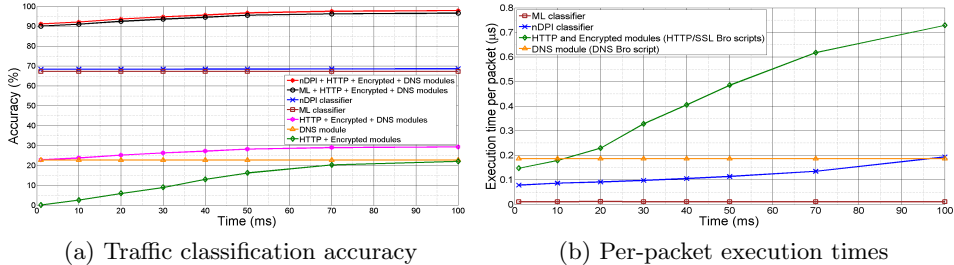 100
90
80
70
60
50
40
30
20
10
0
Accuracy (%)
nDPI + HTTP + Encrypted + DNS modules
ML + HTTP + Encrypted + DNS modules
nDPI classifier
ML classifier
HTTP + Encrypted + DNS modules
DNS module
HTTP + Encrypted modules
0 10 20 30 40 50 60 70 80 90 100
Time (ms)
(a) Traffic classification accuracy
0.8
0.7
0.6
0.5
0.4
0.3
0.2
0.1
0
Execution time per packet (µs)
ML classifier
nDPI classifier
HTTP and Encrypted modules (HTTP/SSL Bro scripts)
DNS module (DNS Bro script)
0 10 20 30 40 50 60 70 80 90 100
Time (ms)
(b) Per-packet execution times